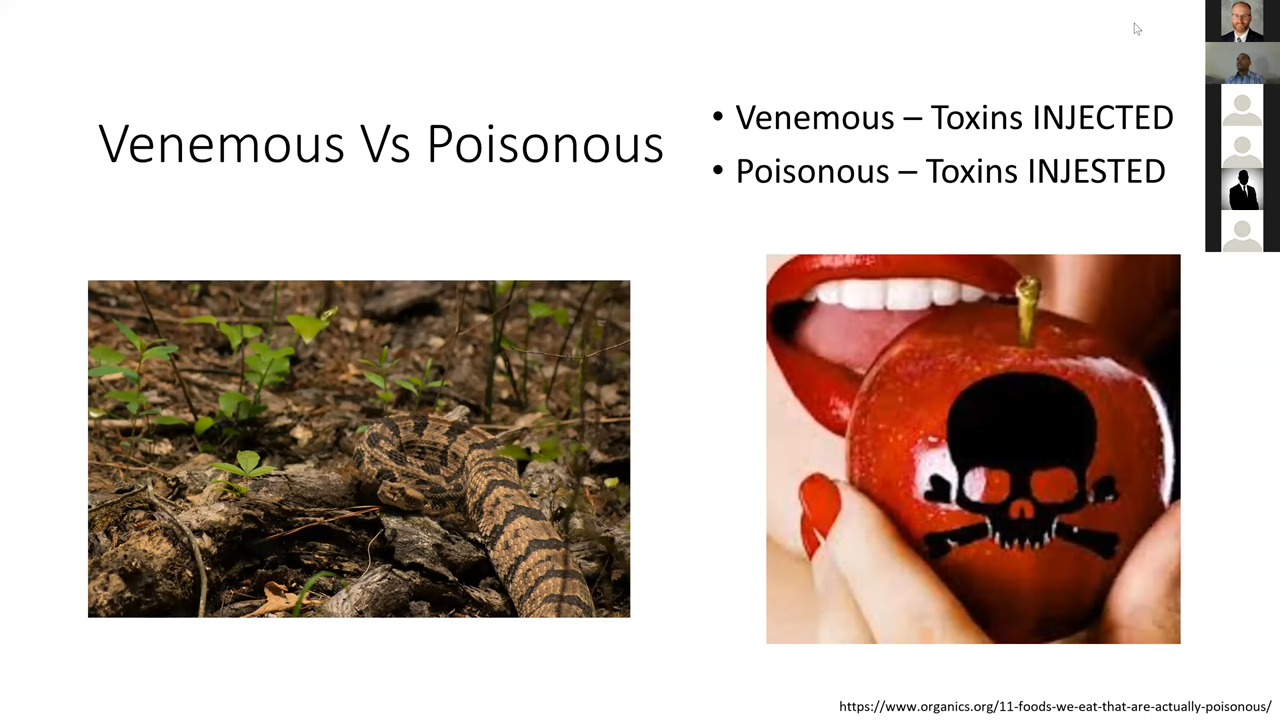 Venemous Vs Poisonous
• Venemous – Toxins INJECTED
• Poisonous – Toxins INJESTED
https://www.organics.org/11-foods-we-eat-that-are-actually-poisonous/